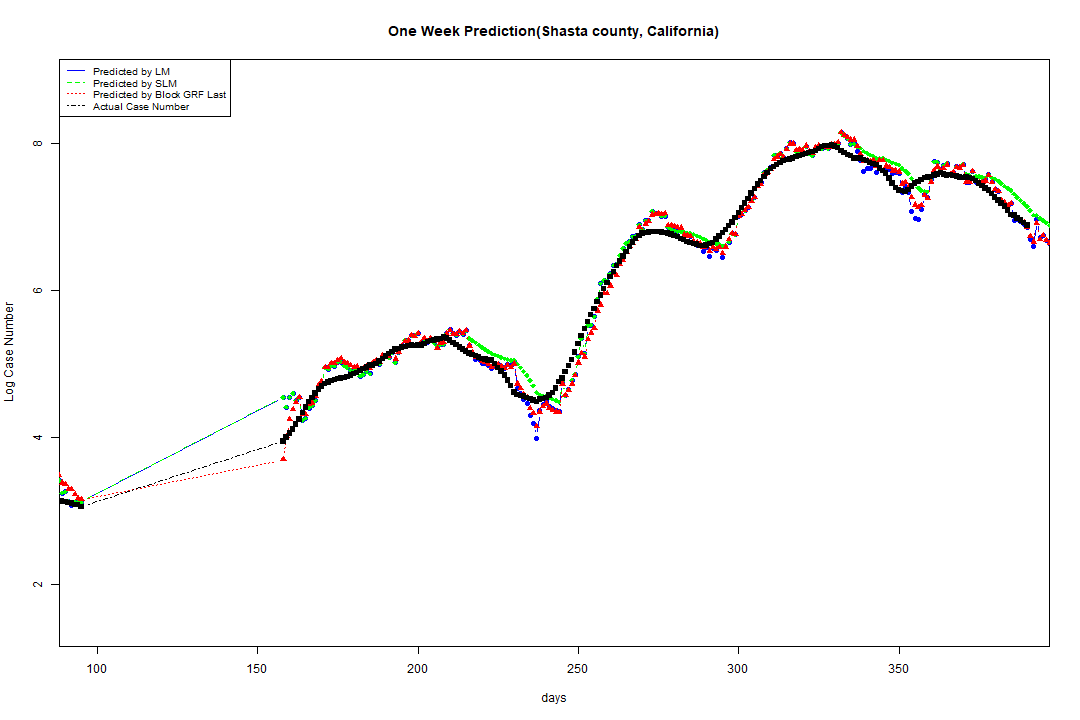 One Week Prediction(Shasta county, California)
Predicted by LM
Predicted by SLM
Predicted by Block GRF Last
Actual Case Number
8
6
4
2
Log Case Number
100 150 200 250 300 350
days